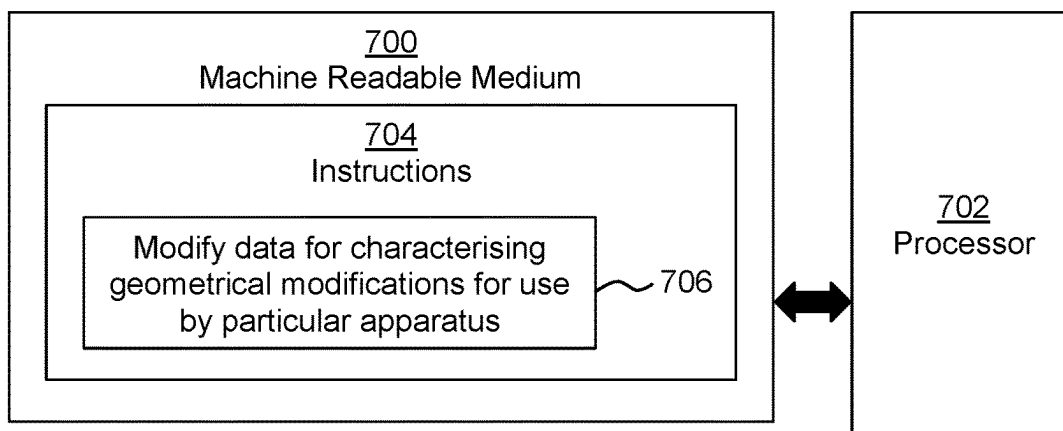 700
Machine Readable Medium
704
Instructions
Modify data for characterising
geometrical modifications for use
by particular apparatus
706
702
Processor